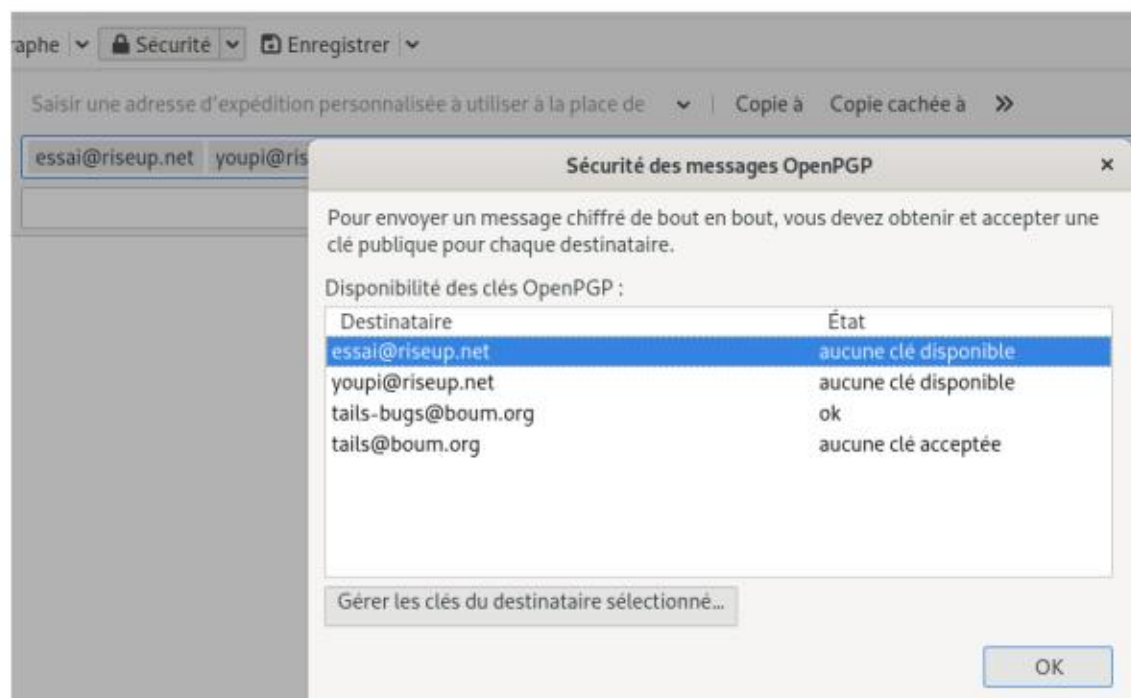 raphe Sécurité Enregistrer
Saisir une adresse d'expédition personnalisée à utiliser à la place de | Copie à Copie cachée à »
essai@riseup.net youpi@ris
Sécurité des messages OpenPGP ×
Pour envoyer un message chiffré de bout en bout, vous devez obtenir et accepter une
clé publique pour chaque destinataire.
Disponibilité des clés OpenPGP :
Destinataire État
essai@riseup.net aucune clé disponible
youpi@riseup.net aucune clé disponible
tails-bugs@boum.org ok
tails@boum.org aucune clé acceptée
Gérer les clés du destinataire sélectionné...
OK